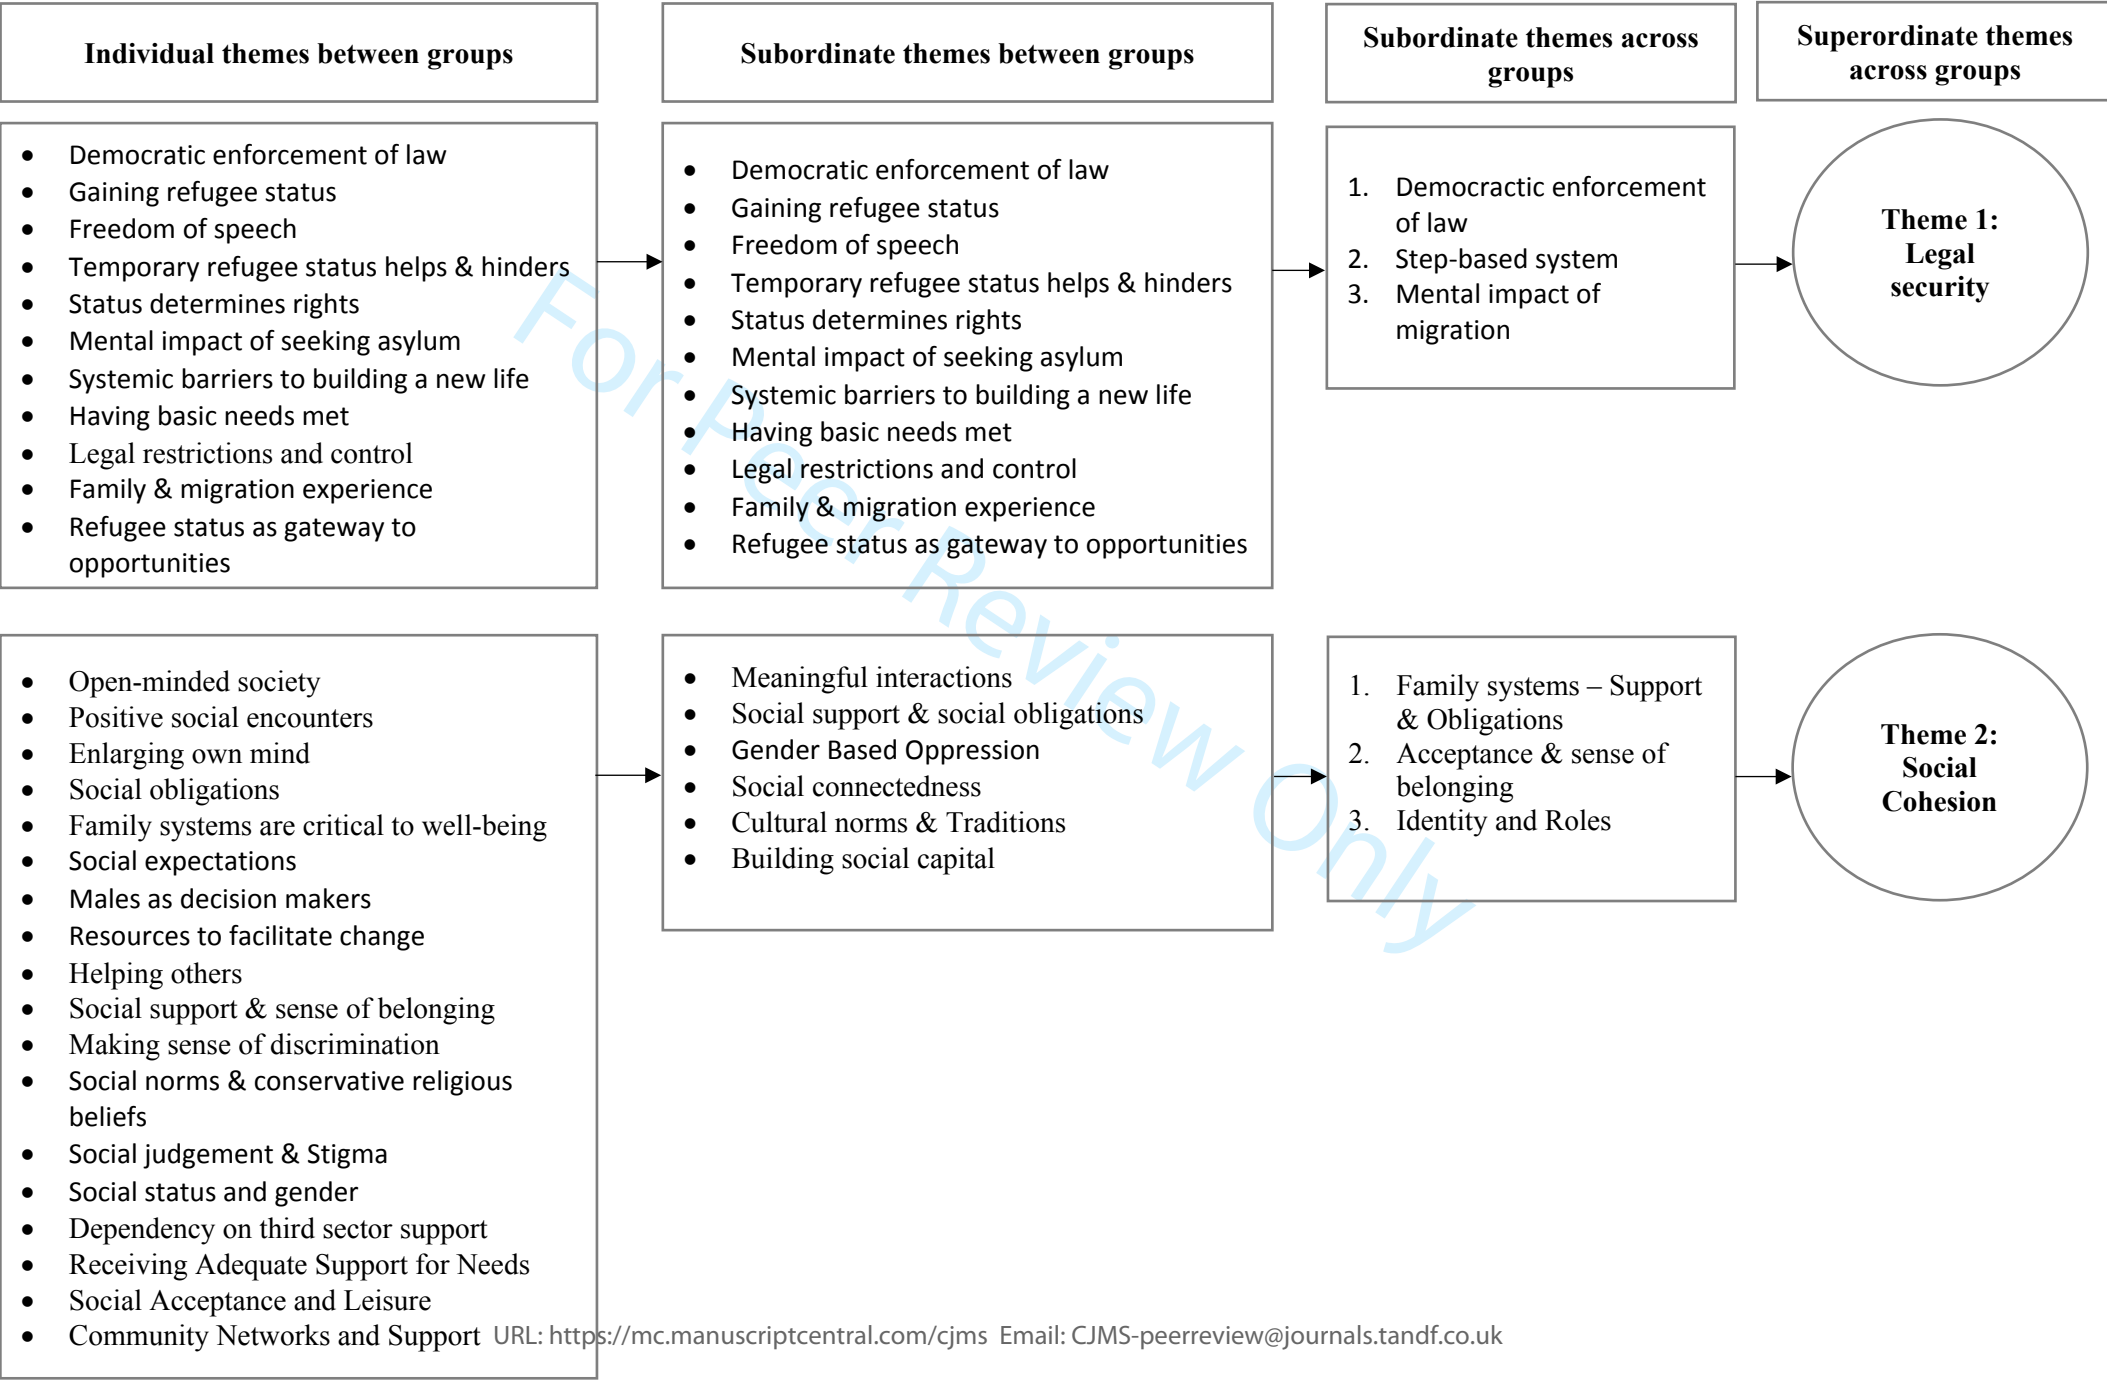 Individual themes between groups
Subordinate themes between groups
Subordinate themes across
groups
Superordinate themes
across groups
• Democratic enforcement of law
• Gaining refugee status
• Freedom of speech
• Temporary refugee status helps & hinders
• Status determines rights
• Mental impact of seeking asylum
• Systemic barriers to building a new life
• Having basic needs met
• Legal restrictions and control
• Family & migration experience
• Refugee status as gateway to
opportunities
• Democratic enforcement of law
• Gaining refugee status
• Freedom of speech
• Temporary refugee status helps & hinders
• Status determines rights
• Mental impact of seeking asylum
• Systemic barriers to building a new life
• Having basic needs met
• Legal restrictions and control
• Family & migration experience
• Refugee status as gateway to opportunities
1. Democractic enforcement
of law
2. Step-based system
3. Mental impact of
migration
Theme 1:
Legal
security
• Open-minded society
• Positive social encounters
• Enlarging own mind
• Social obligations
• Family systems are critical to well-being
• Social expectations
• Males as decision makers
• Resources to facilitate change
• Helping others
• Social support & sense of belonging
• Making sense of discrimination
• Social norms & conservative religious
beliefs
• Social judgement & Stigma
• Social status and gender
• Dependency on third sector support
• Receiving Adequate Support for Needs
• Social Acceptance and Leisure
• Community Networks and Support
• Meaningful interactions
• Social support & social obligations
• Gender Based Oppression
• Social connectedness
• Cultural norms & Traditions
• Building social capital
1. Family systems – Support
& Obligations
2. Acceptance & sense of
belonging
3. Identity and Roles
Theme 2:
Social
Cohesion
For Peer Review Only
URL: https://mc.manuscriptcentral.com/cjms Email: CJMS-peerreview@journals.tandf.co.uk